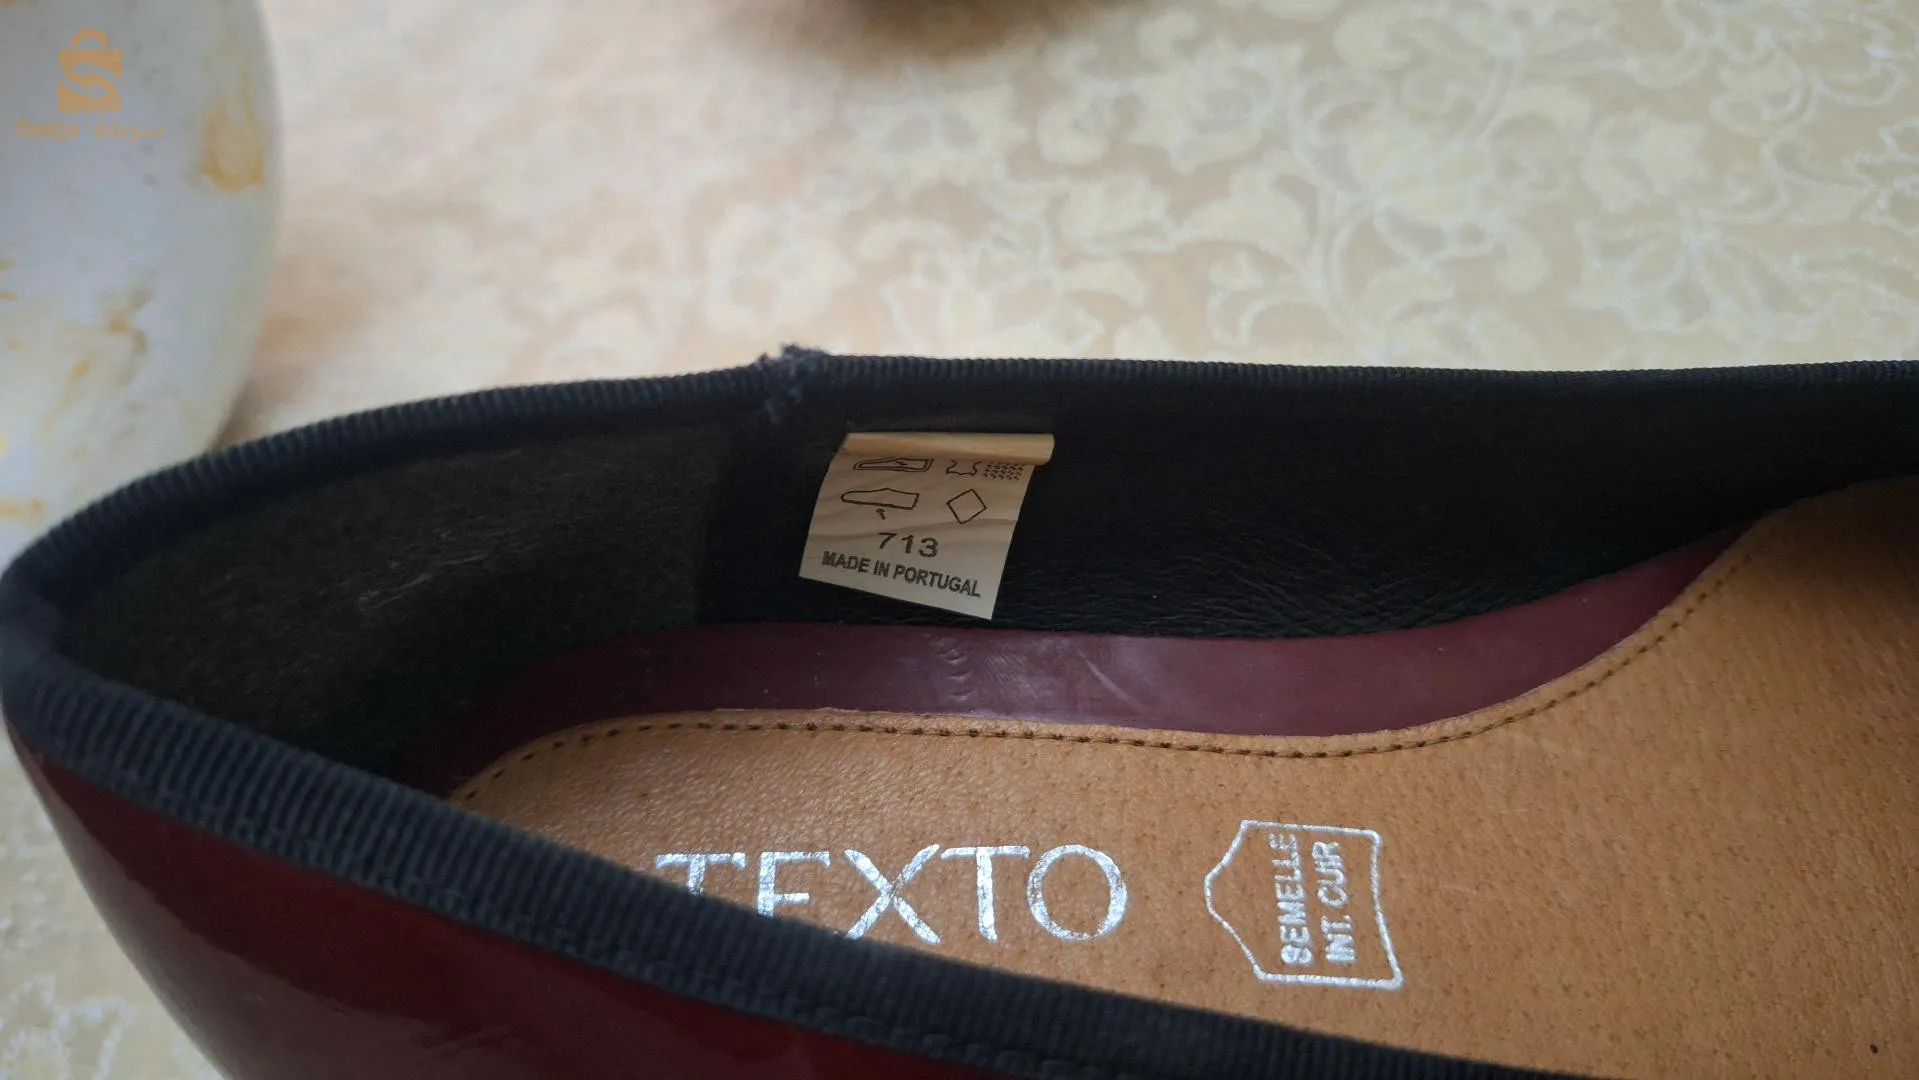 713
MADE IN PORTUGAL
TEXTO
SEMELLE
INT. CUIR